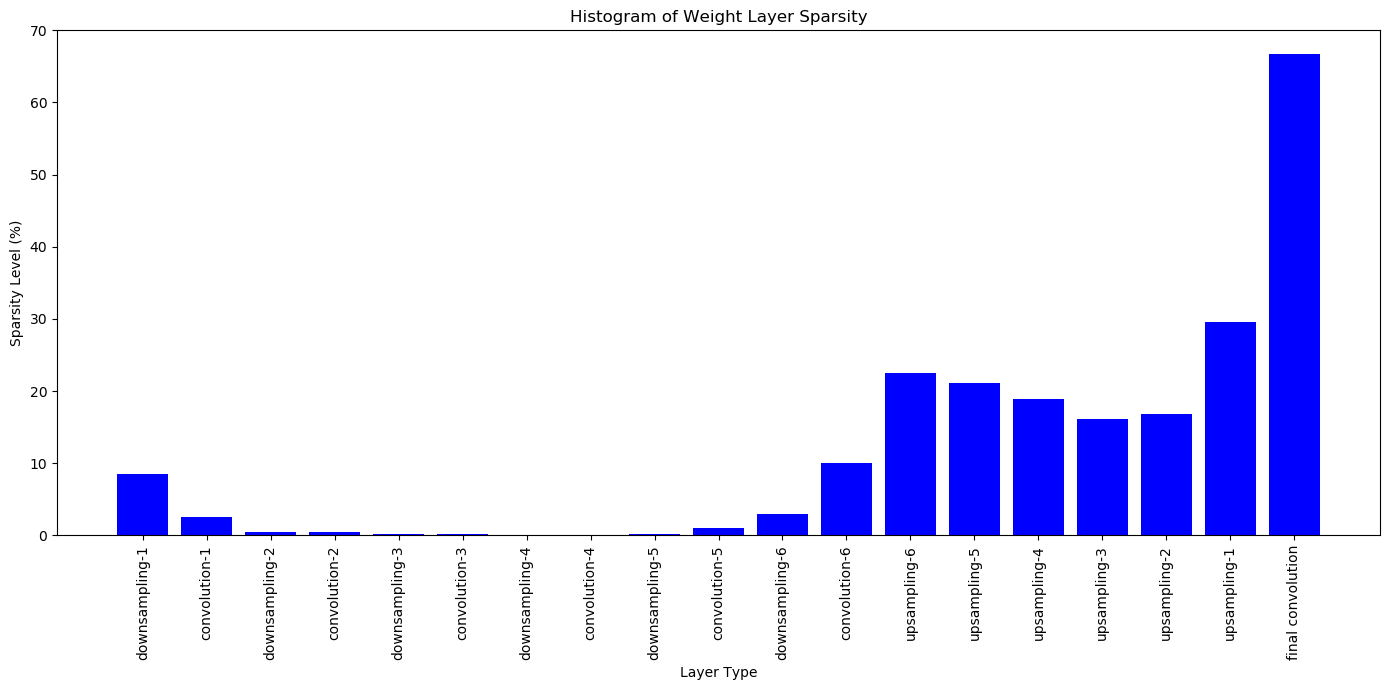 Histogram of Weight Layer Sparsity
70
60
50
40
30
20
10
0
Sparsity Level (%)
downsampling-1
convolution-1
downsampling-2
convolution-2
downsampling-3
convolution-3
downsampling-4
convolution-4
downsampling-5
convolution-5
downsampling-6
convolution-6
upsampling-6
upsampling-5
upsampling-4
upsampling-3
upsampling-2
upsampling-1
final convolution
Layer Type